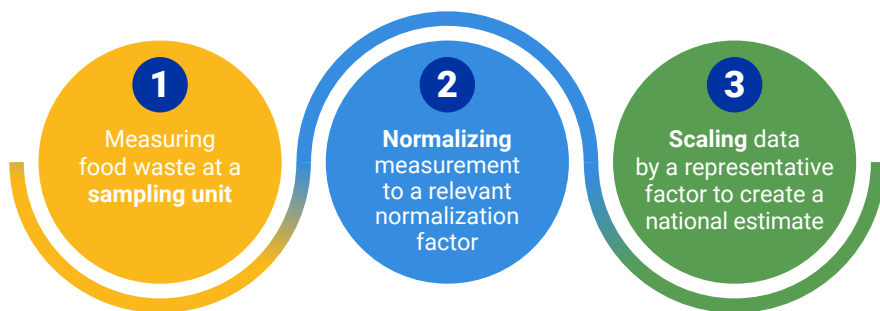 1
Measuring
food waste at a
sampling unit
2
Normalizing
measurement
to a relevant
normalization
factor
3
Scaling data
by a representative
factor to create a
national estimate